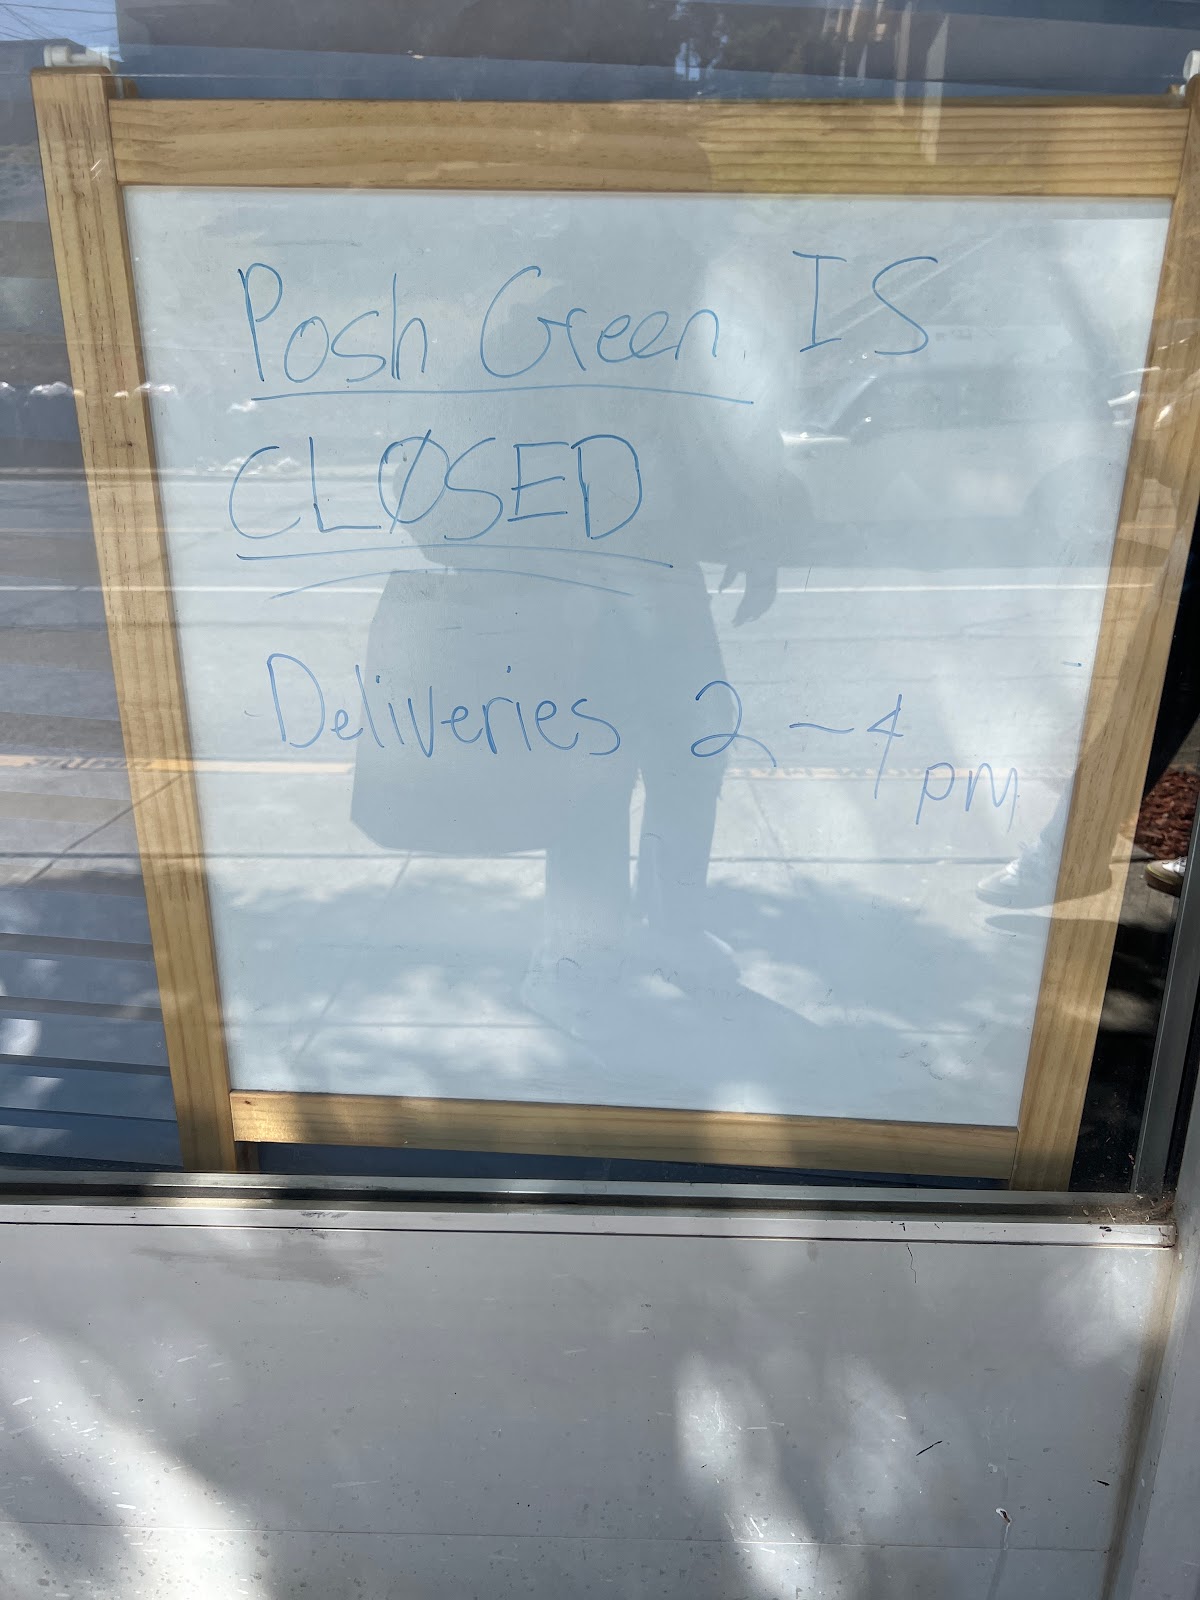 Posh Green IS
CLOSED
Deliveries 2-4 pm